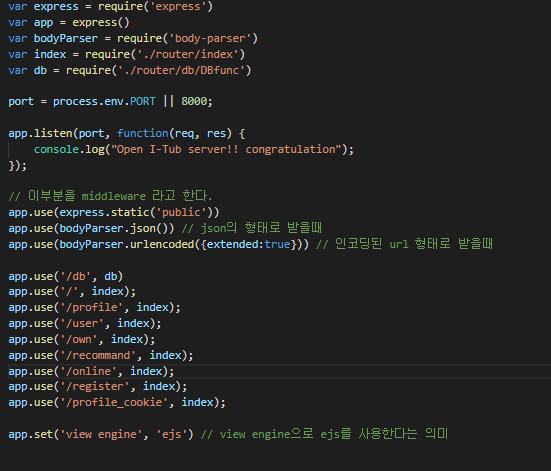 var express = require('express')
var app = express()
var bodyParser = require('body-parser')
var index = require('./router/index')
var db = require('./router/db/DBfunc')
port = process.env.PORT || 8000;
app.listen(port, function(req, res) {
    console.log("Open I-Tub server!! congratulation");
});
// 이부분을 middleware 라고 한다.
app.use(express.static('public'))
app.use(bodyParser.json()) // json의 형태로 받을때
app.use(bodyParser.urlencoded({extended:true})) // 인코딩된 url 형태로 받을때
app.use('/db', db)
app.use('/', index);
app.use('/profile', index);
app.use('/user', index);
app.use('/own', index);
app.use('/recommand', index);
app.use('/online', index);
app.use('/register', index);
app.use('/profile_cookie', index);
app.set('view engine', 'ejs') // view engine으로 ejs를 사용한다는 의미